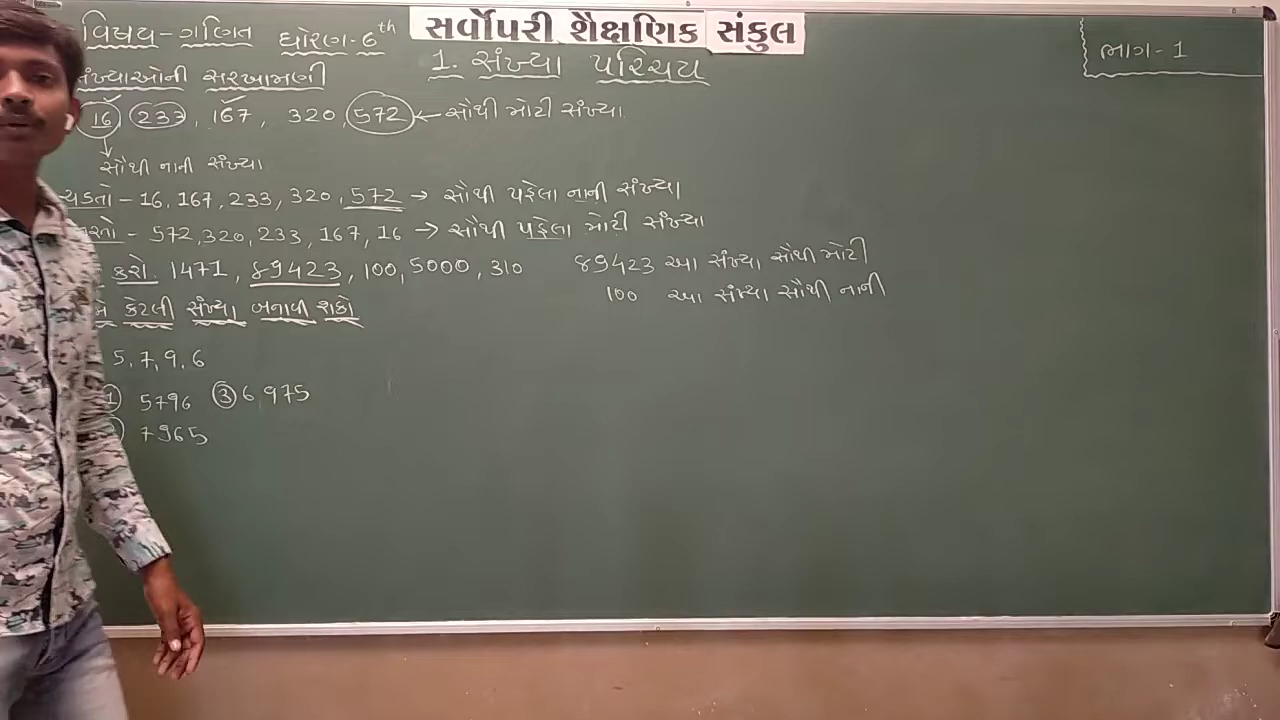 સર્વોપરી શૈક્ષણિક સંકુલ
વિષય - ગણિત ધોરણ - 6th
1. સંખ્યા પરિચય
ભાગ - 1
સંખ્યાઓની સરખામણી
16 233, 167, 320, 572 ← સૌથી મોટી સંખ્યા
↓
સૌથી નાની સંખ્યા
- 16, 167, 233, 320, 572 → સૌથી પહેલા નાની સંખ્યા
- 572, 320, 233, 167, 16 → સૌથી પહેલા મોટી સંખ્યા
કરો. 1471, 89423, 100, 5000, 310 89423 આ સંખ્યા સૌથી મોટી
100 આ સંખ્યા સૌથી નાની
કેટલી સંખ્યા બનાવી શકો
5, 7, 9, 6
① 5796 ③ 6975
7965